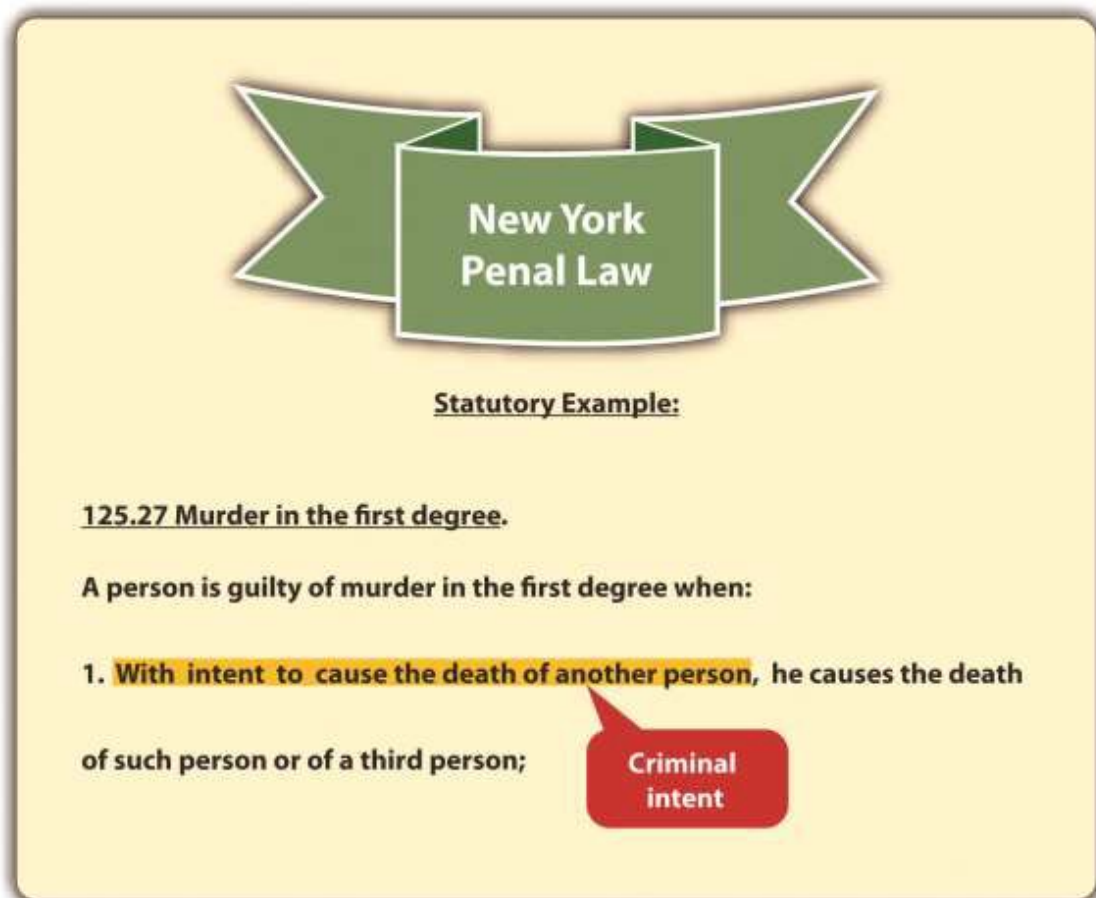 New York
Penal Law
Statutory Example:
125.27 Murder in the first degree.
A person is guilty of murder in the first degree when:
1. With intent to cause the death of another person, he causes the death
of such person or of a third person;
Criminal
intent